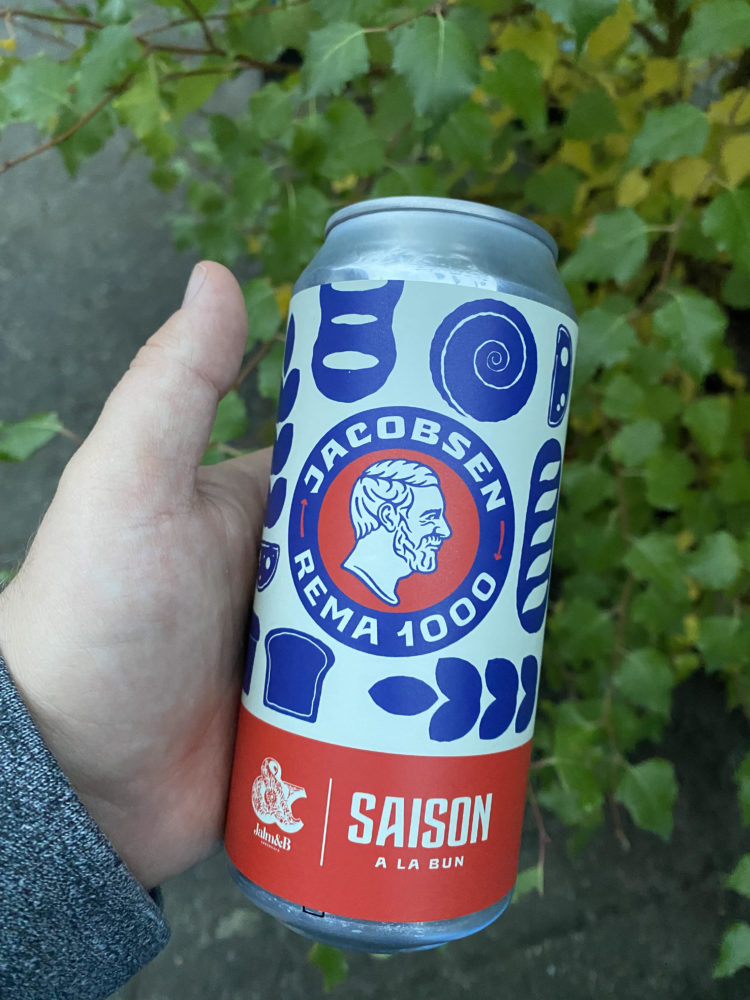 JACOBSEN
REMA 1000
&
Jalm&B
SAISON
A LA BUN